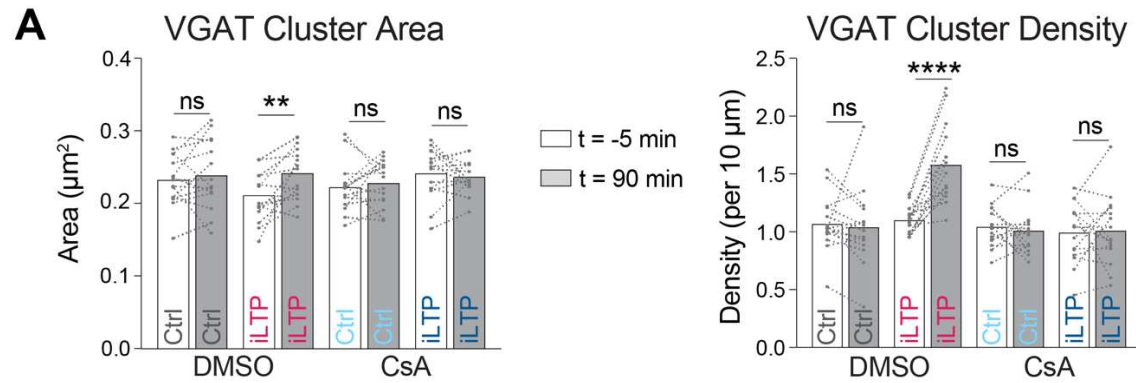 A
VGAT Cluster Area
Area (µm²)
0.4
0.3
0.2
0.1
0.0
ns
**
ns
ns
Ctrl
Ctrl
iLTP
iLTP
Ctrl
Ctrl
iLTP
iLTP
DMSO
CsA
t = -5 min
t = 90 min
VGAT Cluster Density
Density (per 10 µm)
2.5
2.0
1.5
1.0
0.5
0.0
ns
****
ns
ns
Ctrl
Ctrl
iLTP
iLTP
Ctrl
Ctrl
iLTP
iLTP
DMSO
CsA